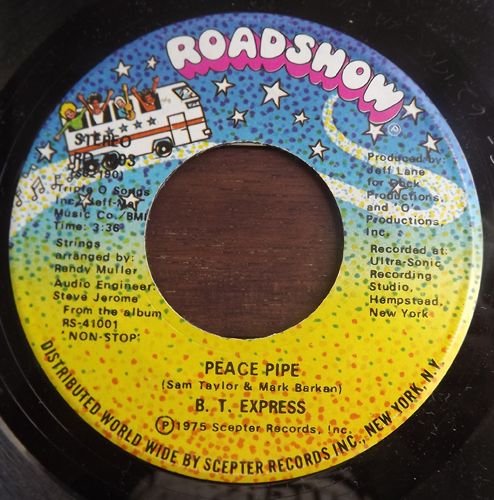 ROADSHOW
STEREO
Triple O Songs
Inc./Jeff-Mar
Music Co./BMI
Time: 3:36
Strings
arranged by:
Randy Muller
Audio Engineer:
Steve Jerome
From the album
RS-41001
'NON-STOP'
Produced by:
Jeff Lane
for Dock
Productions,
and 'O'
Productions,
Inc.
Recorded at:
Ultra-Sonic
Recording
Studio,
Hempstead,
New York
PEACE PIPE
(Sam Taylor & Mark Barkan)
B. T. EXPRESS
Ⓟ 1975 Scepter Records, Inc.
DISTRIBUTED WORLD WIDE BY SCEPTER RECORDS INC., NEW YORK, N.Y.